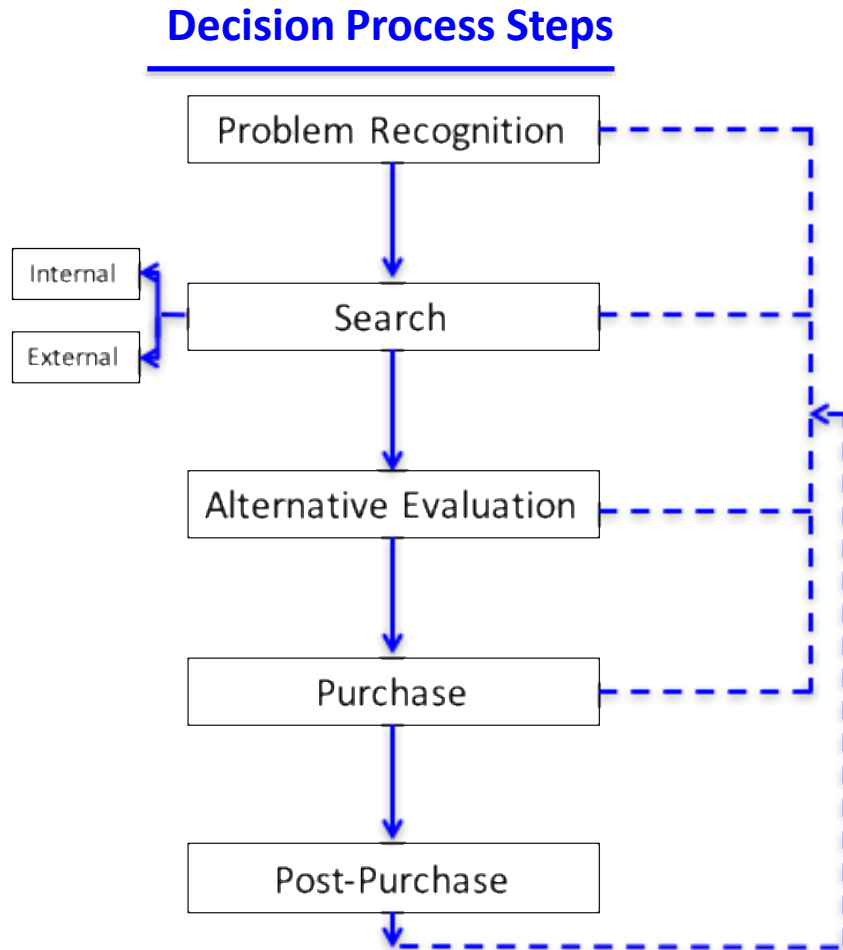 Decision Process Steps
Problem Recognition
Internal
Search
External
Alternative Evaluation
Purchase
Post-Purchase